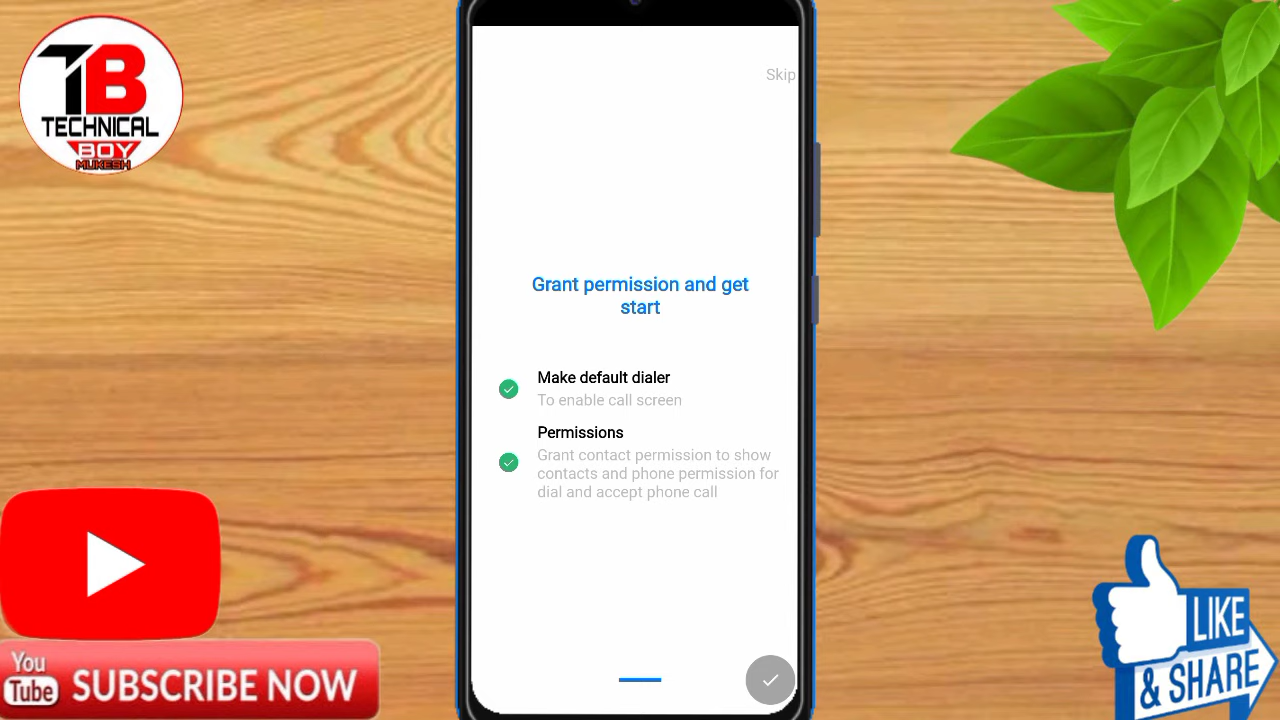 TB
TECHNICAL
BOY
MUKESH
Skip
Grant permission and get
start
Make default dialer
To enable call screen
Permissions
Grant contact permission to show
contacts and phone permission for
dial and accept phone call
You
Tube
SUBSCRIBE NOW
LIKE
& SHARE